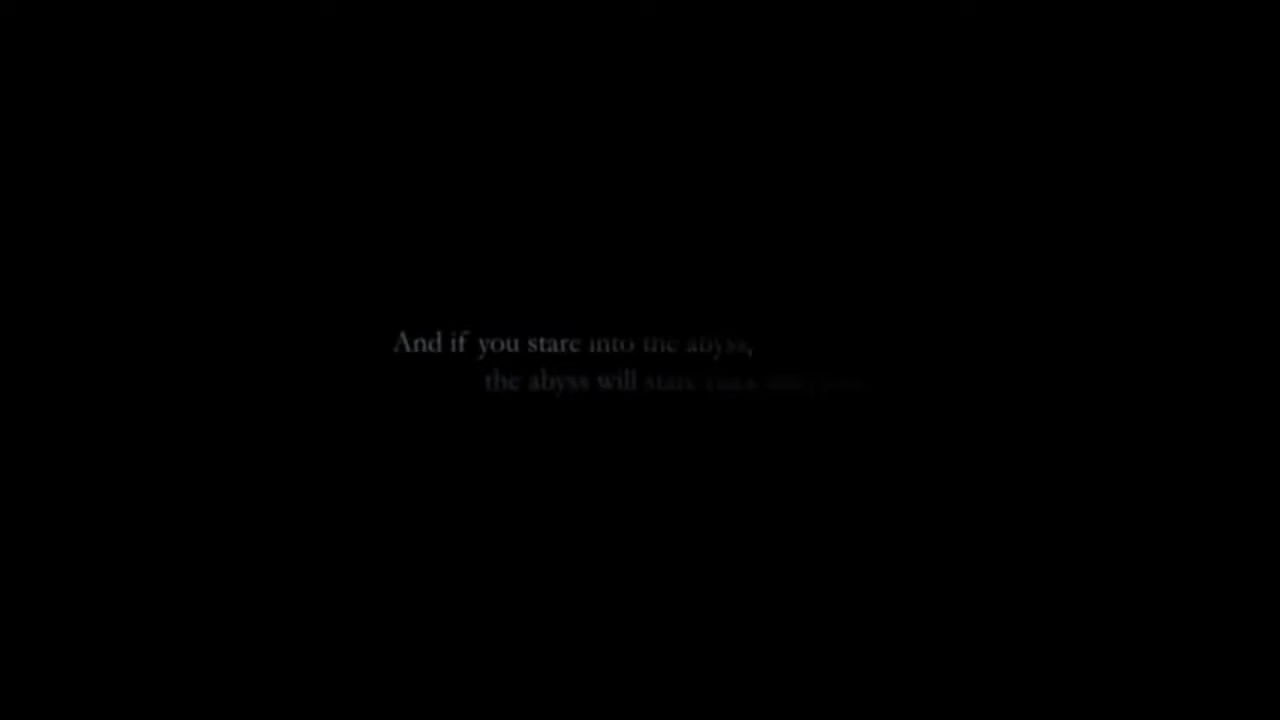 And if you stare into the abyss,
the abyss will stare